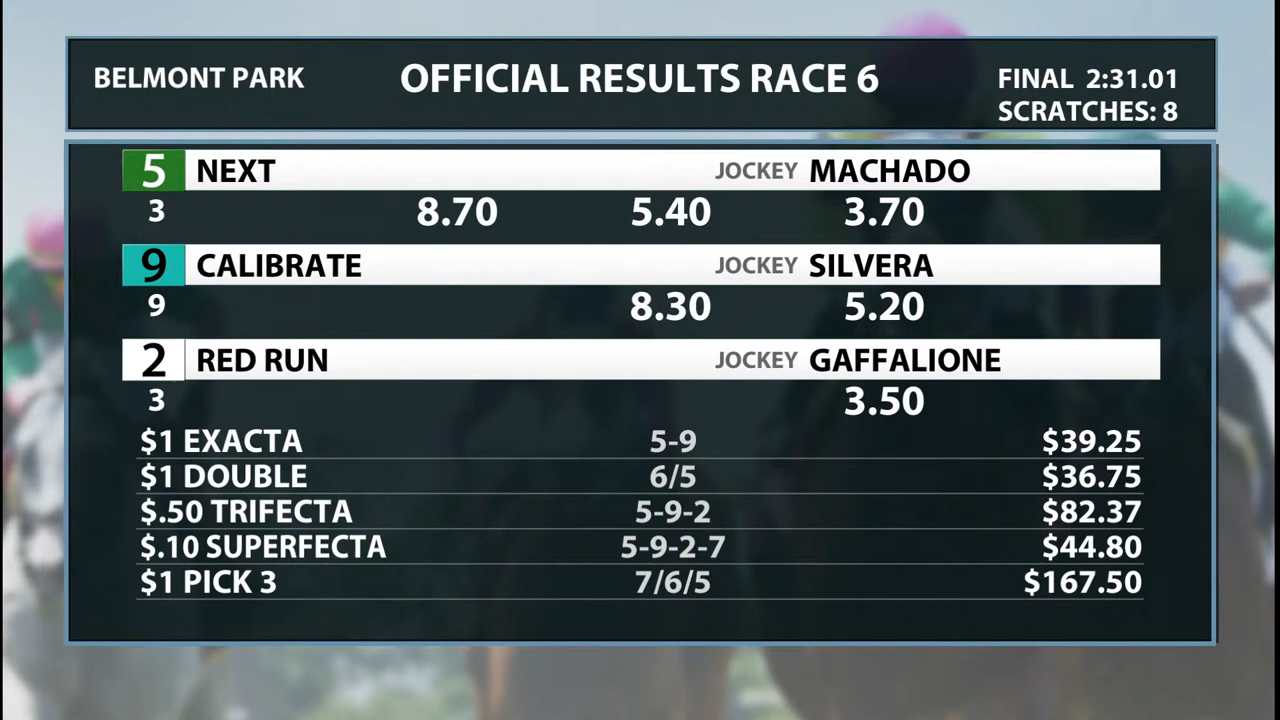 BELMONT PARK
OFFICIAL RESULTS RACE 6
FINAL 2:31.01
SCRATCHES: 8
5 NEXT JOCKEY MACHADO
3 8.70 5.40 3.70
9 CALIBRATE JOCKEY SILVERA
9 8.30 5.20
2 RED RUN JOCKEY GAFFALIONE
3 3.50
$1 EXACTA 5-9 $39.25
$1 DOUBLE 6/5 $36.75
$.50 TRIFECTA 5-9-2 $82.37
$.10 SUPERFECTA 5-9-2-7 $44.80
$1 PICK 3 7/6/5 $167.50